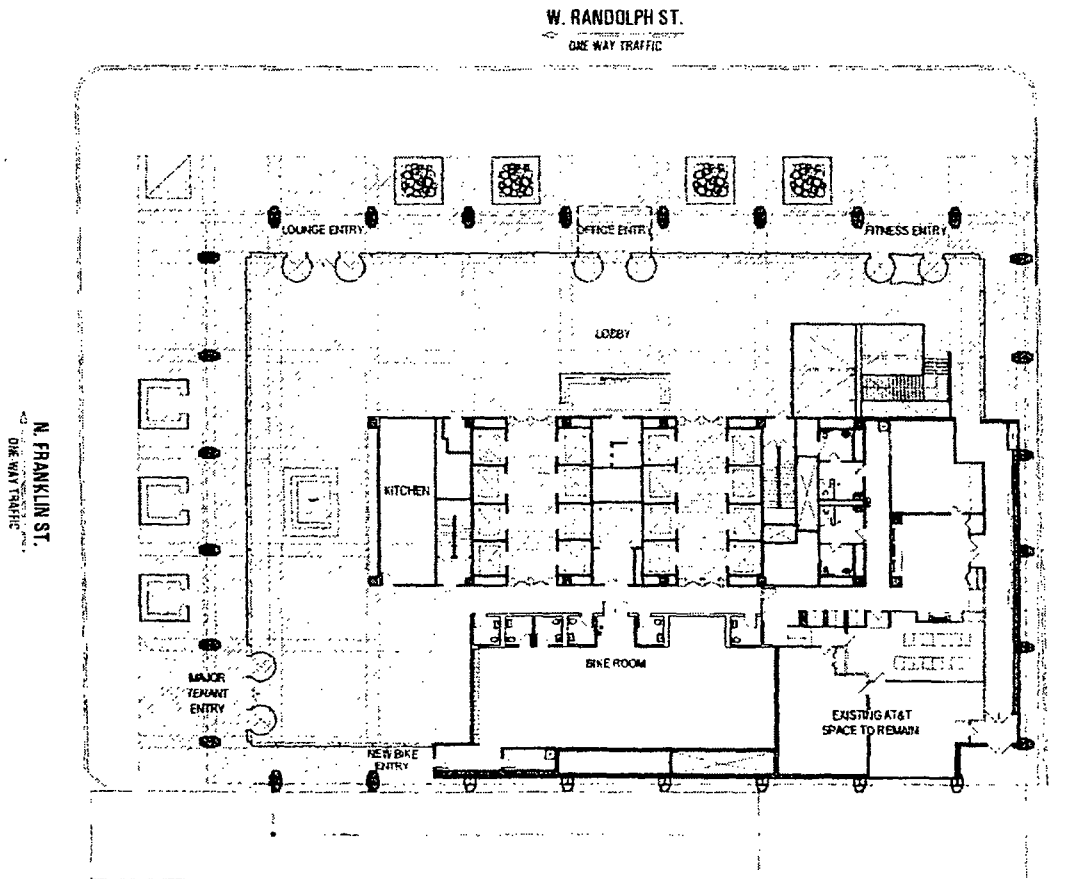 W. RANDOLPH ST.
ONE WAY TRAFFIC
LOUNGE ENTRY
OFFICE ENTRY
FITNESS ENTRY
LOBBY
N. FRANKLIN ST.
ONE WAY TRAFFIC
KITCHEN
BIKE ROOM
MAJOR
TENANT
ENTRY
EXISTING AT&T
SPACE TO REMAIN
NEW BIKE
ENTRY